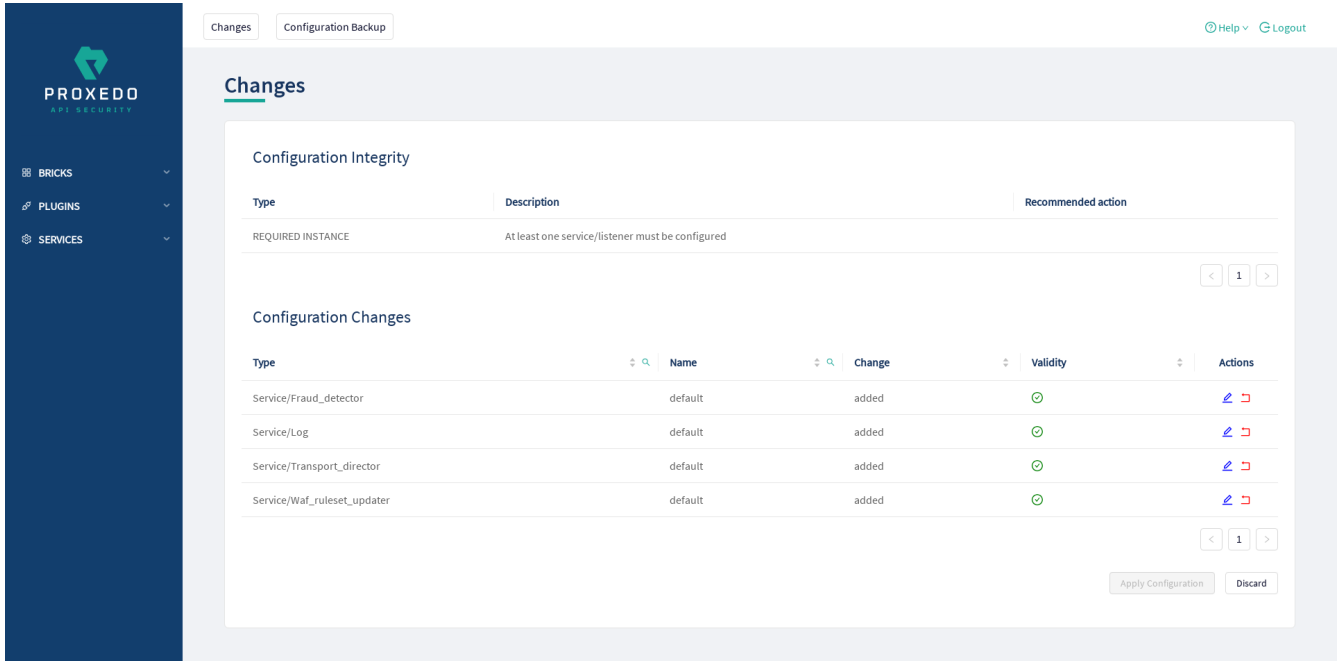 Changes Configuration Backup Help Logout
PROXEDO
API SECURITY
BRICKS
PLUGINS
SERVICES
Changes
Configuration Integrity
Type Description Recommended action
REQUIRED INSTANCE At least one service/listener must be configured
< 1 >
Configuration Changes
Type Name Change Validity Actions
Service/Fraud_detector default added
Service/Log default added
Service/Transport_director default added
Service/Waf_ruleset_updater default added
< 1 >
Apply Configuration Discard